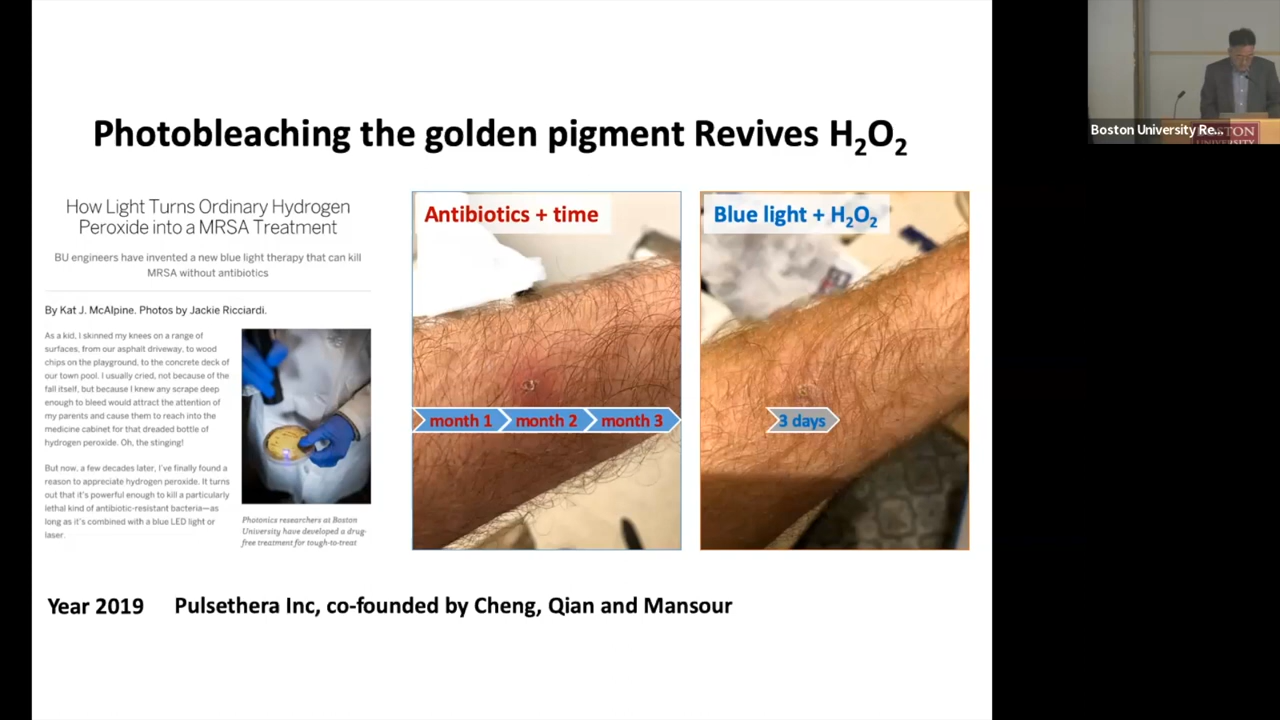 Photobleaching the golden pigment Revives H₂O₂
How Light Turns Ordinary Hydrogen
Peroxide into a MRSA Treatment
BU engineers have invented a new blue light therapy that can kill
MRSA without antibiotics
By Kat J. McAlpine. Photos by Jackie Ricciardi.
As a kid, I skinned my knees on a range of
surfaces, from our asphalt driveway, to wood
chips on the playground, to the concrete deck of
our town pool. I usually cried, not because of the
fall itself, but because I knew any scrape deep
enough to bleed would attract the attention of
my parents and cause them to reach into the
medicine cabinet for that dreaded bottle of
hydrogen peroxide. Oh, the stinging!
But now, a few decades later, I've finally found a
reason to appreciate hydrogen peroxide. It turns
out that it's powerful enough to kill a particularly
lethal kind of antibiotic-resistant bacteria—as
long as it's combined with a blue LED light or
laser.
Photonics researchers at Boston
University have developed a drug-
free treatment for tough-to-treat
Antibiotics + time
month 1 month 2 month 3
Blue light + H₂O₂
3 days
Year 2019 Pulsethera Inc, co-founded by Cheng, Qian and Mansour
Boston University Re...
UNIVERSITY